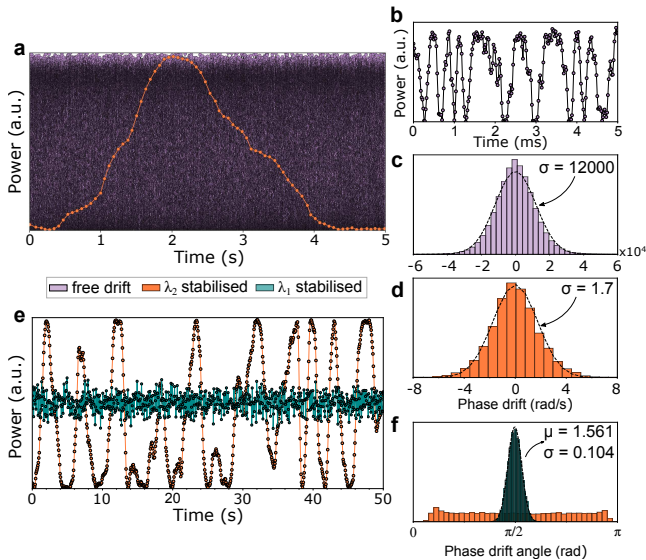 a
Power (a.u.)
0 1 2 3 4 5
Time (s)
b
Power (a.u.)
0 1 2 3 4 5
Time (ms)
c
σ = 12000
x10⁴
-6 -4 -2 0 2 4 6
free drift λ₂ stabilised λ₁ stabilised
d
σ = 1.7
-8 -4 0 4 8
Phase drift (rad/s)
e
Power (a.u.)
0 10 20 30 40 50
Time (s)
f
μ = 1.561
σ = 0.104
0 π/2 π
Phase drift angle (rad)